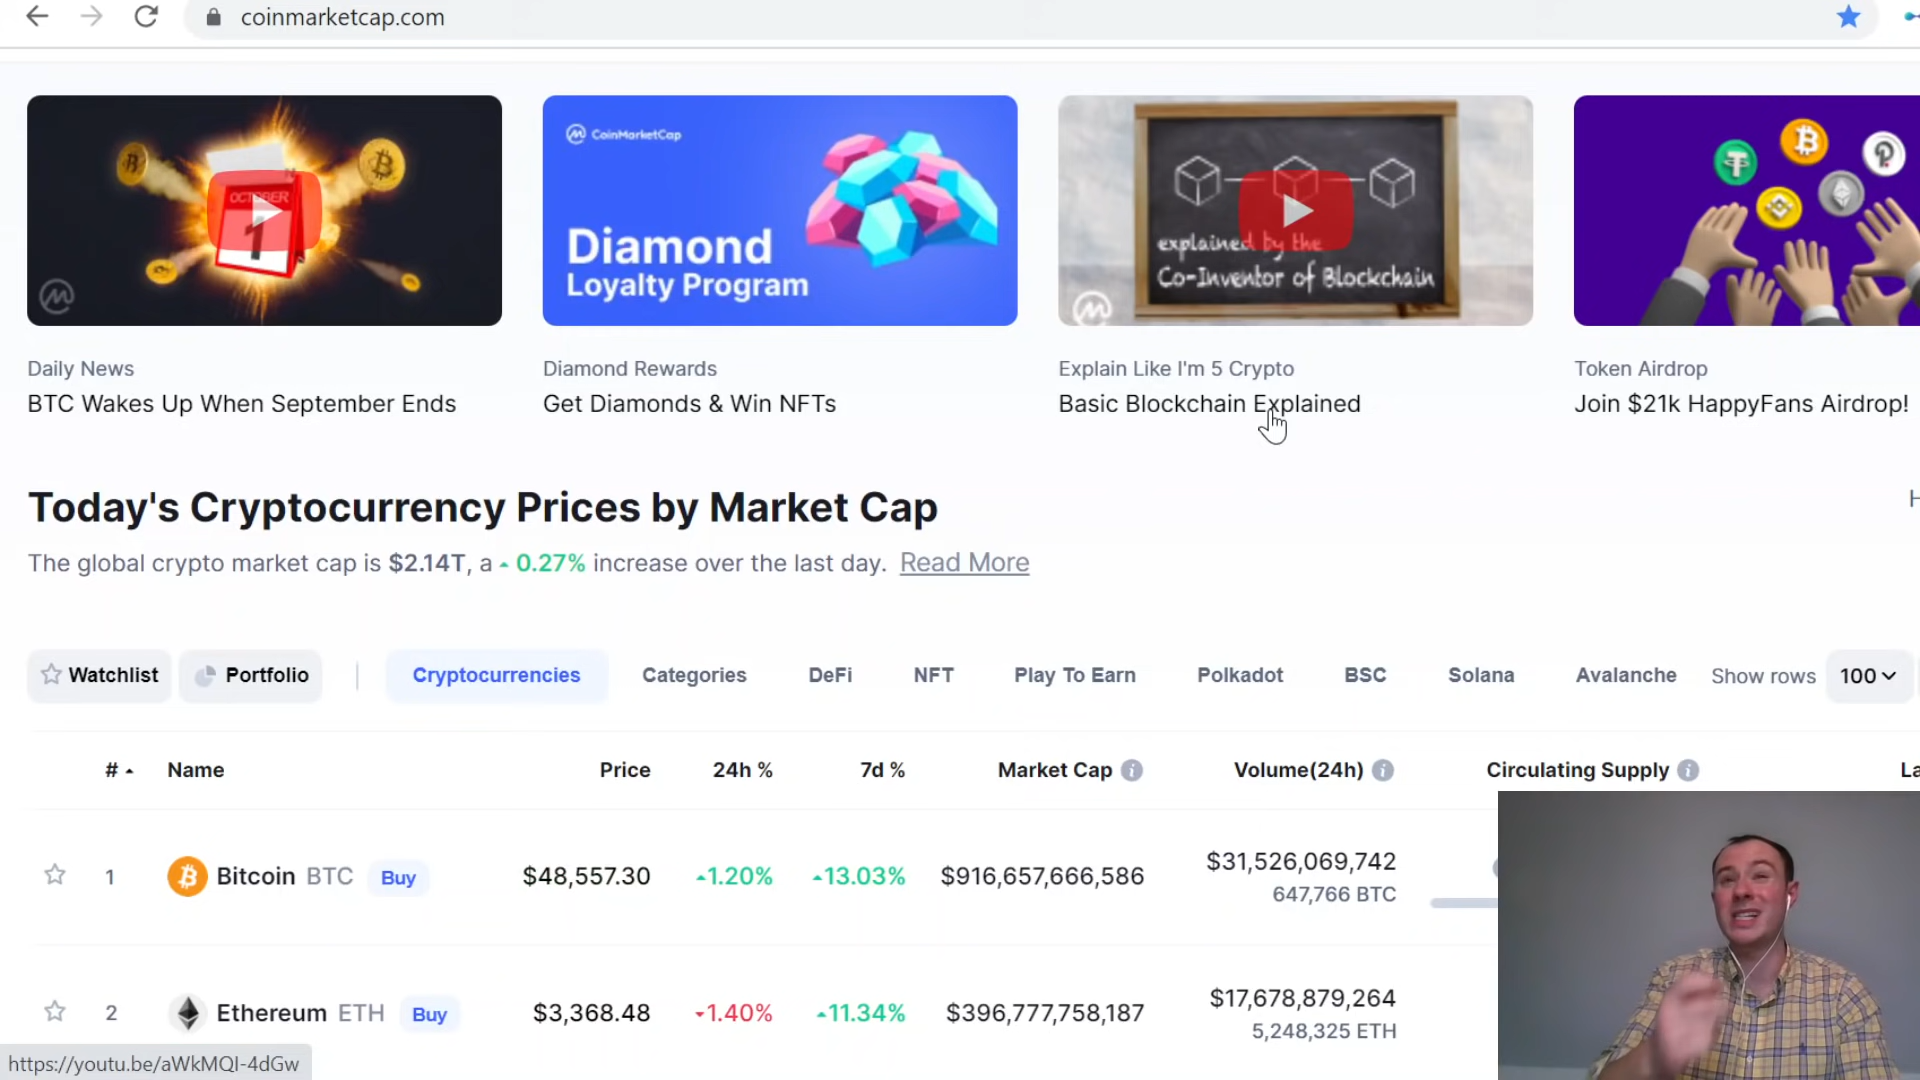 coinmarketcap.com
OCTOBER
1
CoinMarketCap
Diamond
Loyalty Program
explained by the
Co-Inventor of Blockchain
Daily News
BTC Wakes Up When September Ends
Diamond Rewards
Get Diamonds & Win NFTs
Explain Like I'm 5 Crypto
Basic Blockchain Explained
Token Airdrop
Join $21k HappyFans Airdrop!
Today's Cryptocurrency Prices by Market Cap
The global crypto market cap is $2.14T, a 0.27% increase over the last day. Read More
Watchlist Portfolio Cryptocurrencies Categories DeFi NFT Play To Earn Polkadot BSC Solana Avalanche Show rows 100
# Name Price 24h % 7d % Market Cap Volume(24h) Circulating Supply
1 Bitcoin BTC Buy $48,557.30 1.20% 13.03% $916,657,666,586 $31,526,069,742
647,766 BTC
2 Ethereum ETH Buy $3,368.48 1.40% 11.34% $396,777,758,187 $17,678,879,264
5,248,325 ETH
https://youtu.be/aWkMQI-4dGw